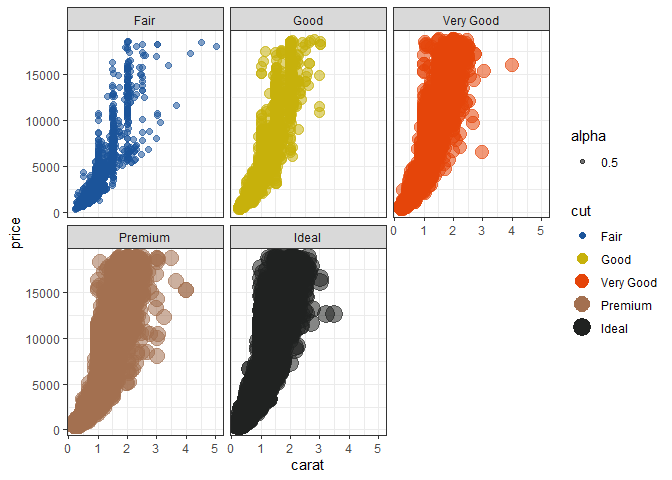 Fair
Good
Very Good
15000
10000
5000
0
0 1 2 3 4 5
Premium
Ideal
15000
10000
5000
0
0 1 2 3 4 5
0 1 2 3 4 5
price
carat
alpha
0.5
cut
Fair
Good
Very Good
Premium
Ideal